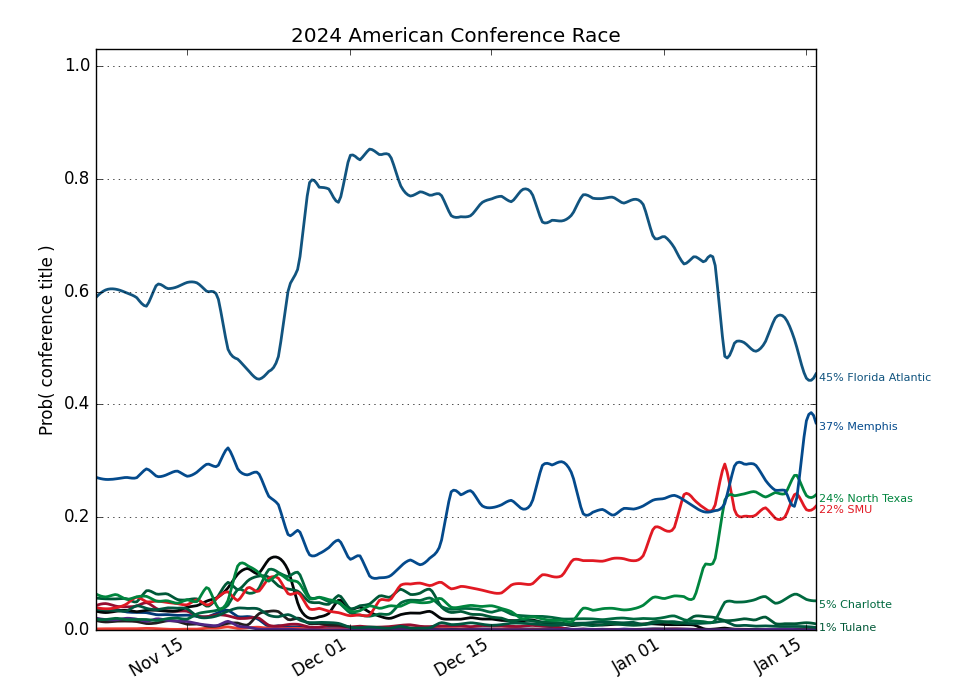 2024 American Conference Race
Prob( conference title )
1.0
0.8
0.6
0.4
0.2
0.0
45% Florida Atlantic
37% Memphis
24% North Texas
22% SMU
5% Charlotte
1% Tulane
Nov 15
Dec 01
Dec 15
Jan 01
Jan 15